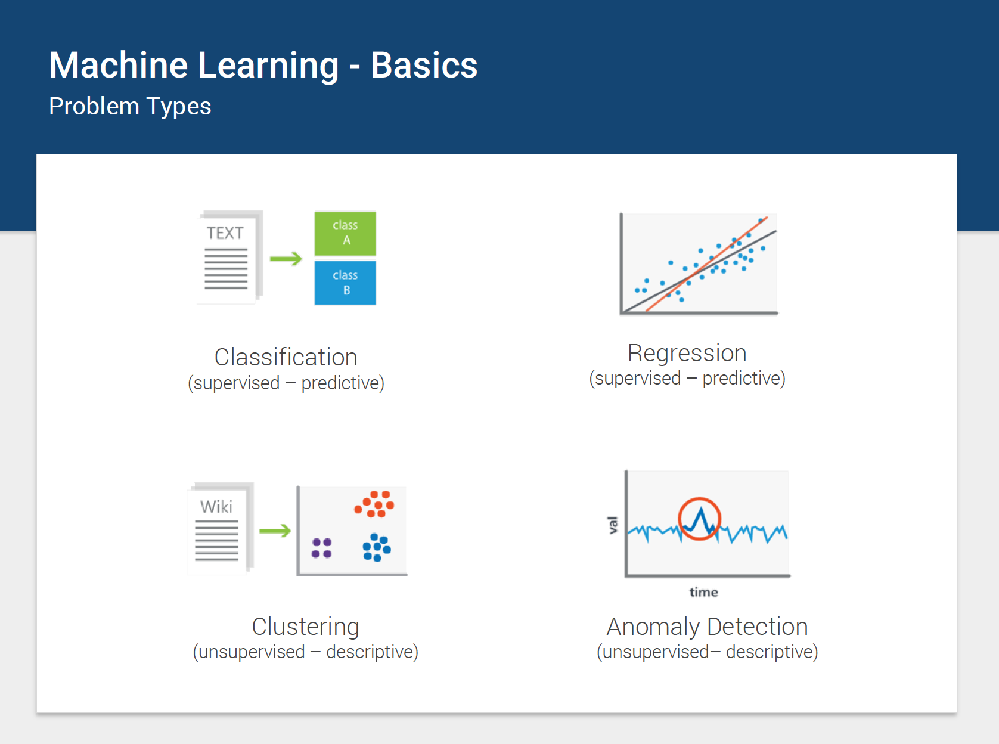 Machine Learning - Basics
Problem Types
TEXT
class
A
class
B
Classification
(supervised – predictive)
Regression
(supervised – predictive)
Wiki
Clustering
(unsupervised – descriptive)
val
time
Anomaly Detection
(unsupervised– descriptive)